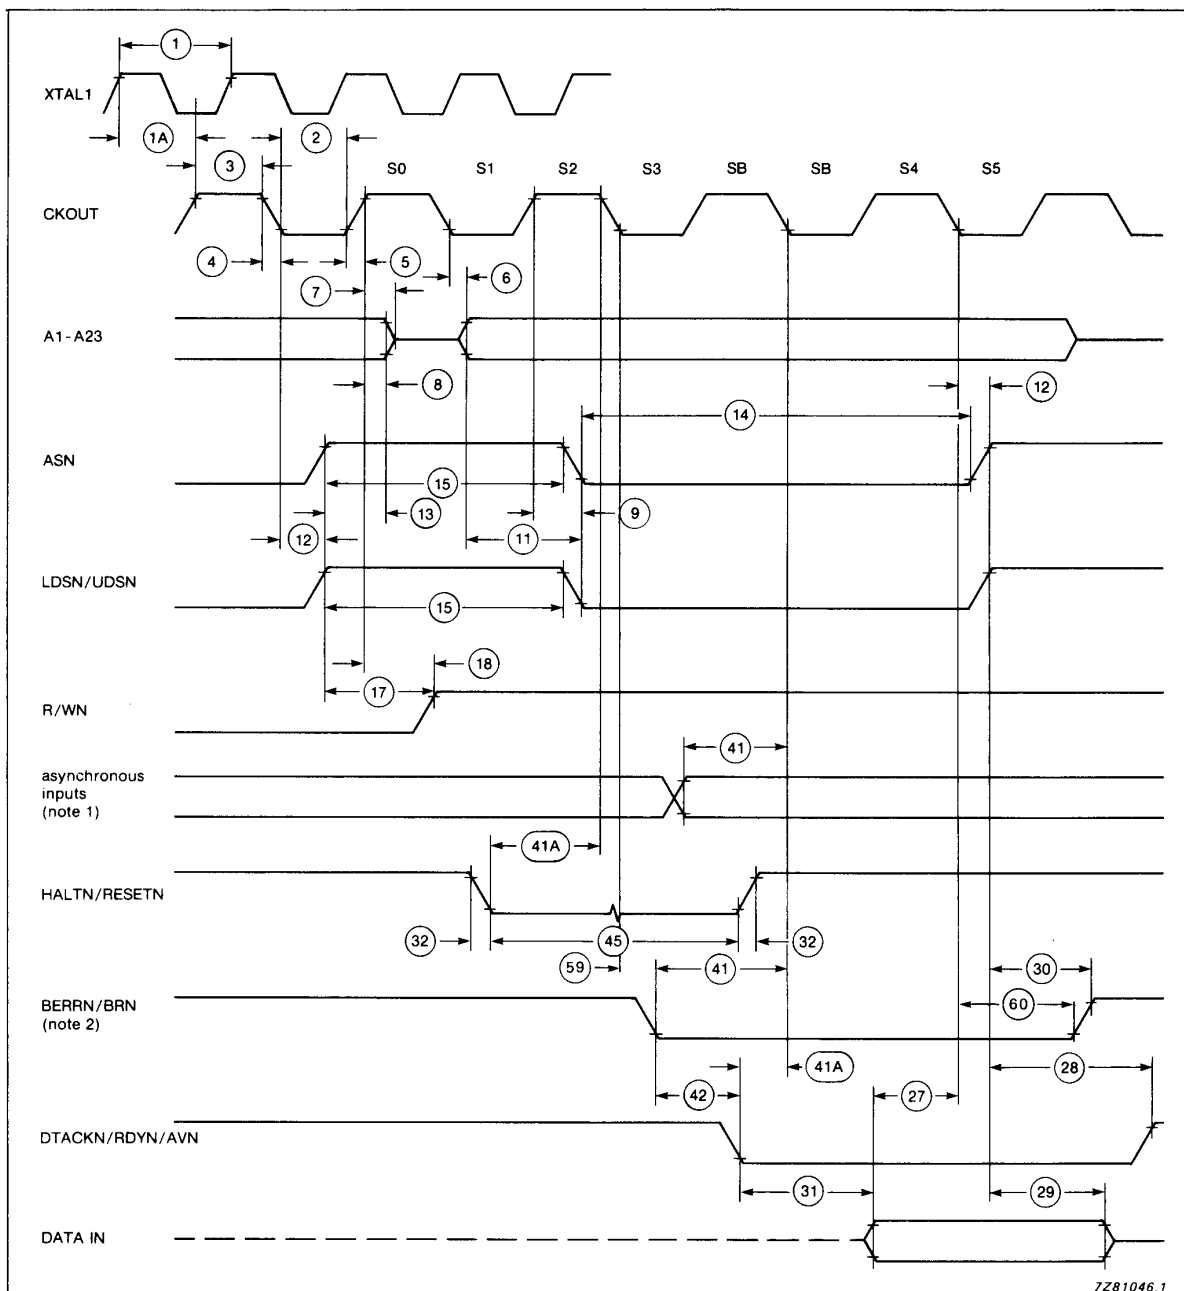 1
XTAL1
1A
2
3
S0 S1 S2 S3 SB SB S4 S5
CKOUT
4
5
6
7
A1-A23
8
12
14
ASN
15
13
9
12
11
LDSN/UDSN
15
18
17
R/WN
41
asynchronous
inputs
(note 1)
41A
HALTN/RESETN
32
45
32
59
41
30
BERRN/BRN
(note 2)
60
41A
28
42
27
DTACKN/RDYN/AVN
31
29
DATA IN
7Z81046.1